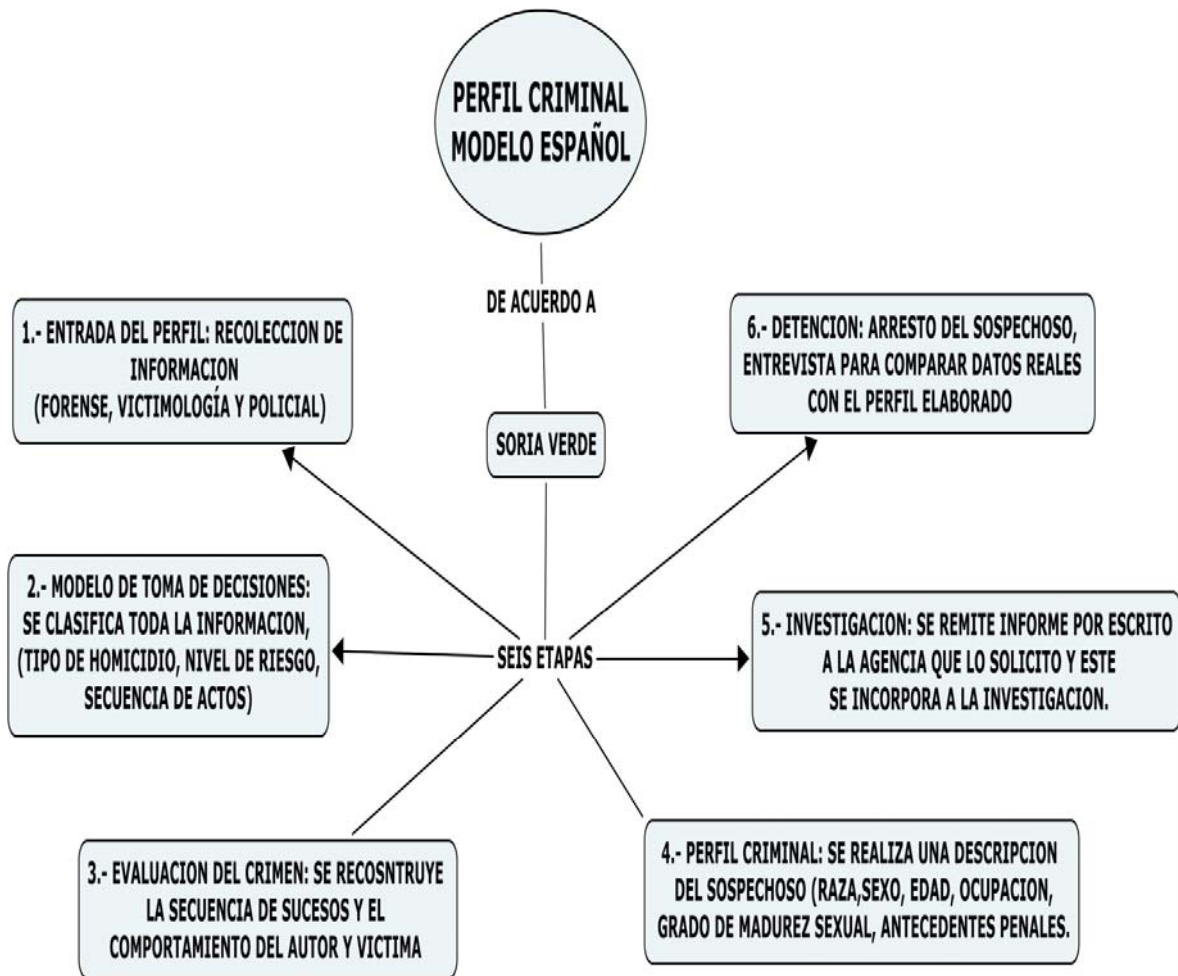 PERFIL CRIMINAL
MODELO ESPAÑOL
DE ACUERDO A
SORIA VERDE
SEIS ETAPAS
1.- ENTRADA DEL PERFIL: RECOLECCION DE
INFORMACION
(FORENSE, VICTIMOLOGÍA Y POLICIAL)
2.- MODELO DE TOMA DE DECISIONES:
SE CLASIFICA TODA LA INFORMACION,
(TIPO DE HOMICIDIO, NIVEL DE RIESGO,
SECUENCIA DE ACTOS)
3.- EVALUACION DEL CRIMEN: SE RECOSNTRUYE
LA SECUENCIA DE SUCESOS Y EL
COMPORTAMIENTO DEL AUTOR Y VICTIMA
4.- PERFIL CRIMINAL: SE REALIZA UNA DESCRIPCION
DEL SOSPECHOSO (RAZA,SEXO, EDAD, OCUPACION,
GRADO DE MADUREZ SEXUAL, ANTECEDENTES PENALES.
5.- INVESTIGACION: SE REMITE INFORME POR ESCRITO
A LA AGENCIA QUE LO SOLICITO Y ESTE
SE INCORPORA A LA INVESTIGACION.
6.- DETENCION: ARRESTO DEL SOSPECHOSO,
ENTREVISTA PARA COMPARAR DATOS REALES
CON EL PERFIL ELABORADO